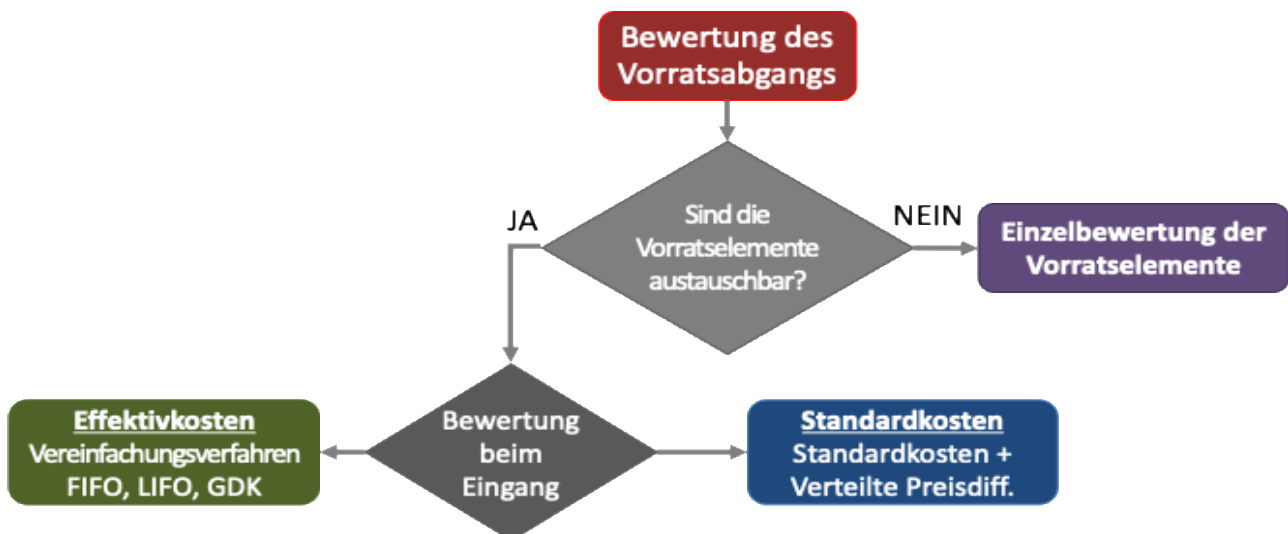 Bewertung des
Vorratsabgangs
JA
Sind die
Vorratselemente
austauschbar?
NEIN
Einzelbewertung der
Vorratselemente
Effektivkosten
Vereinfachungsverfahren
FIFO, LIFO, GDK
Bewertung
beim
Eingang
Standardkosten
Standardkosten +
Verteilte Preisdiff.